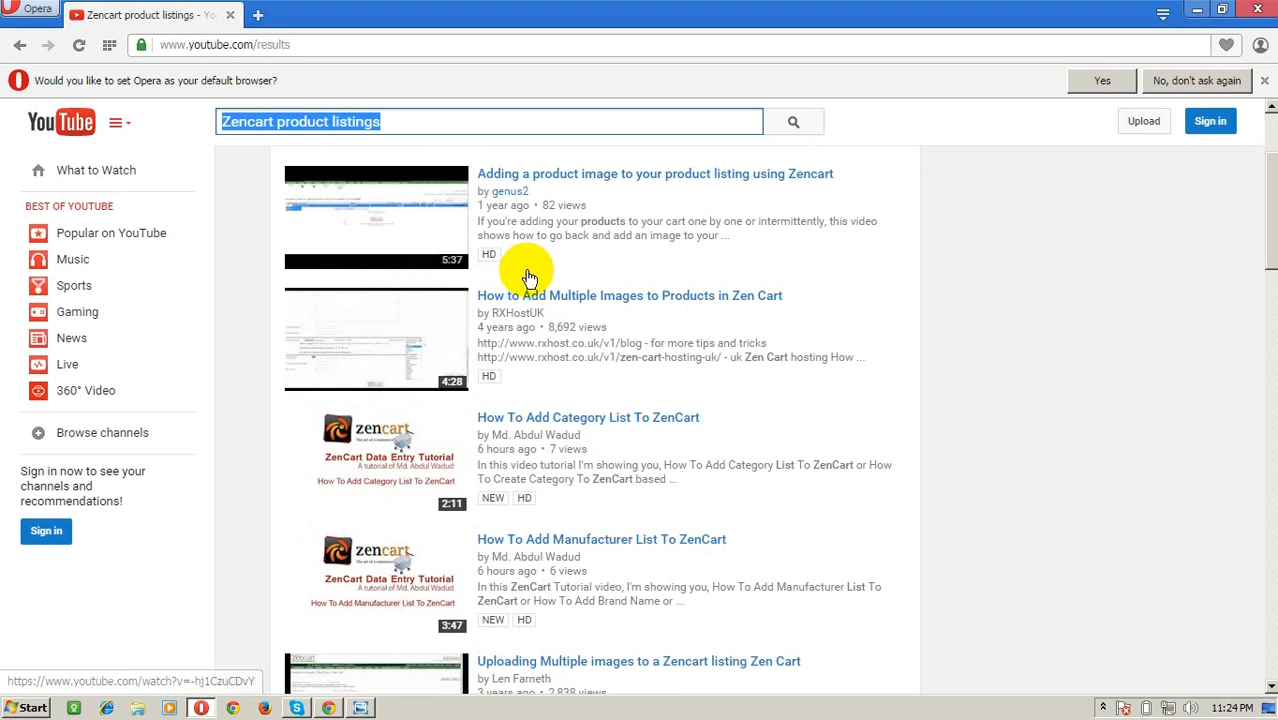 Opera
Zencart product listings - Yo
www.youtube.com/results
Would you like to set Opera as your default browser?
Yes
No, don't ask again
YouTube
Zencart product listings
Upload
Sign in
What to Watch
BEST OF YOUTUBE
Popular on YouTube
Music
Sports
Gaming
News
Live
360° Video
Browse channels
Sign in now to see your
channels and
recommendations!
Sign in
5:37
Adding a product image to your product listing using Zencart
by genus2
1 year ago • 82 views
If you're adding your products to your cart one by one or intermittently, this video
shows how to go back and add an image to your ...
HD
4:28
How to Add Multiple Images to Products in Zen Cart
by RXHostUK
4 years ago • 8,692 views
http://www.rxhost.co.uk/v1/blog - for more tips and tricks
http://www.rxhost.co.uk/v1/zen-cart-hosting-uk / - uk Zen Cart hosting How ...
HD
zencart
The art of e-commerce
ZenCart Data Entry Tutorial
A tutorial of Md. Abdul Wadud
How To Add Category List To ZenCart
2:11
How To Add Category List To ZenCart
by Md. Abdul Wadud
6 hours ago • 7 views
In this video tutorial I'm showing you, How To Add Category List To ZenCart or How
To Create Category To ZenCart based ...
NEW
HD
zencart
The art of e-commerce
ZenCart Data Entry Tutorial
A tutorial of Md. Abdul Wadud
How To Add Manufacturer List To ZenCart
3:47
How To Add Manufacturer List To ZenCart
by Md. Abdul Wadud
6 hours ago • 6 views
In this ZenCart Tutorial video, I'm showing you, How To Add Manufacturer List To
ZenCart or How To Add Brand Name or ...
NEW
HD
Uploading Multiple images to a Zencart listing Zen Cart
by Len Farneth
3 years ago • 2,838 views
https://www.youtube.com/watch?v=-hj1CzuCDvY
Start
11:24 PM